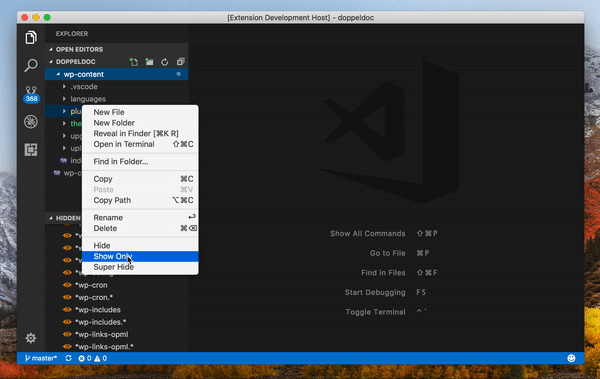 [Extension Development Host] - doppeldoc
EXPLORER
OPEN EDITORS
DOPPELDOC
wp-content
.vscode
languages
plu
the
upg
uplo
ind
wp-c
New File
New Folder
Reveal in Finder [⌘K R]
Open in Terminal ⇧⌘C
Find in Folder...
Copy ⌘C
Paste ⌘V
Copy Path ⌥⌘C
Rename ↩
Delete ⌘⌫
Hide
Show Only
Super Hide
368
HIDDEN
*wp-cron
*wp-cron.*
*wp-includes
*wp-includes.*
*wp-links-opml
*wp-links-opml.*
Show All Commands ⇧⌘P
Go to File ⌘P
Find in Files ⇧⌘F
Start Debugging F5
Toggle Terminal ⌃`
master* 0 0